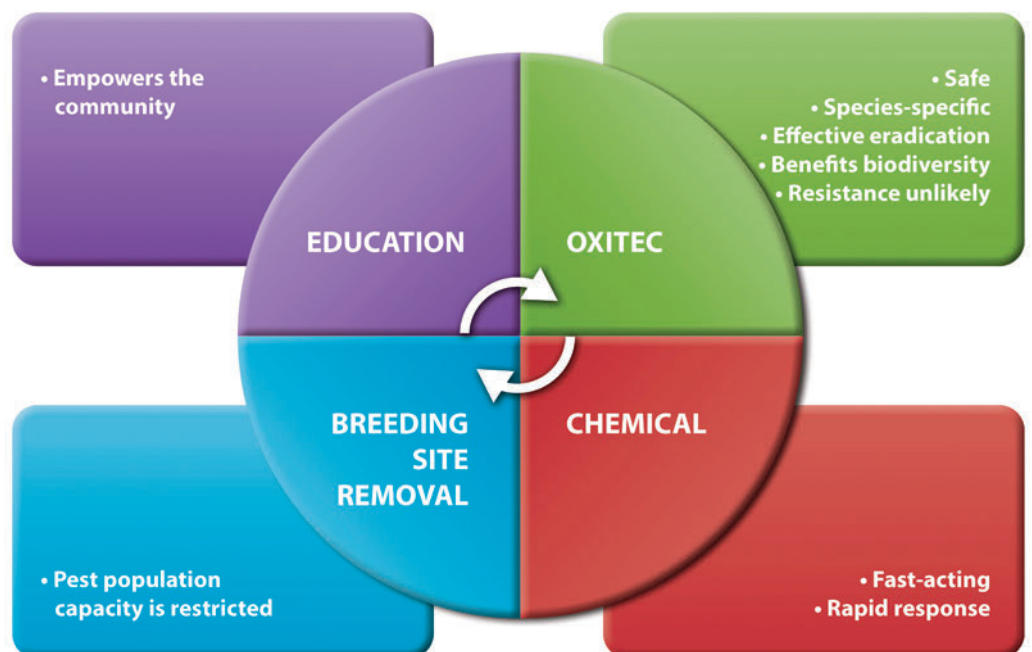 • Empowers the
community
• Safe
• Species-specific
• Effective eradication
• Benefits biodiversity
• Resistance unlikely
EDUCATION
OXITEC
BREEDING
SITE
REMOVAL
CHEMICAL
• Pest population
capacity is restricted
• Fast-acting
• Rapid response